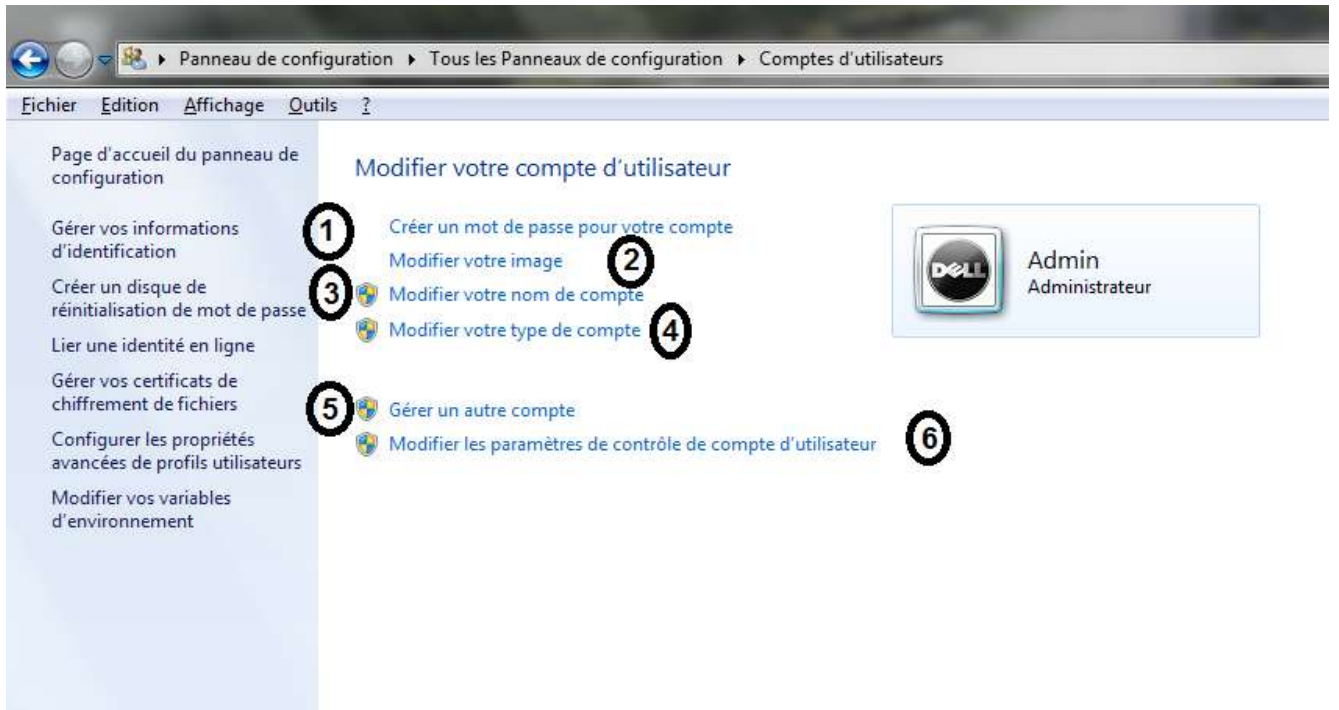 Panneau de configuration Tous les Panneaux de configuration Comptes d'utilisateurs
Fichier Edition Affichage Outils ?
Page d'accueil du panneau de
configuration
Gérer vos informations
d'identification
Créer un disque de
réinitialisation de mot de passe
Lier une identité en ligne
Gérer vos certificats de
chiffrement de fichiers
Configurer les propriétés
avancées de profils utilisateurs
Modifier vos variables
d'environnement
Modifier votre compte d'utilisateur
1 Créer un mot de passe pour votre compte
Modifier votre image 2
3 Modifier votre nom de compte
Modifier votre type de compte 4
5 Gérer un autre compte
Modifier les paramètres de contrôle de compte d'utilisateur 6
DELL
Admin
Administrateur